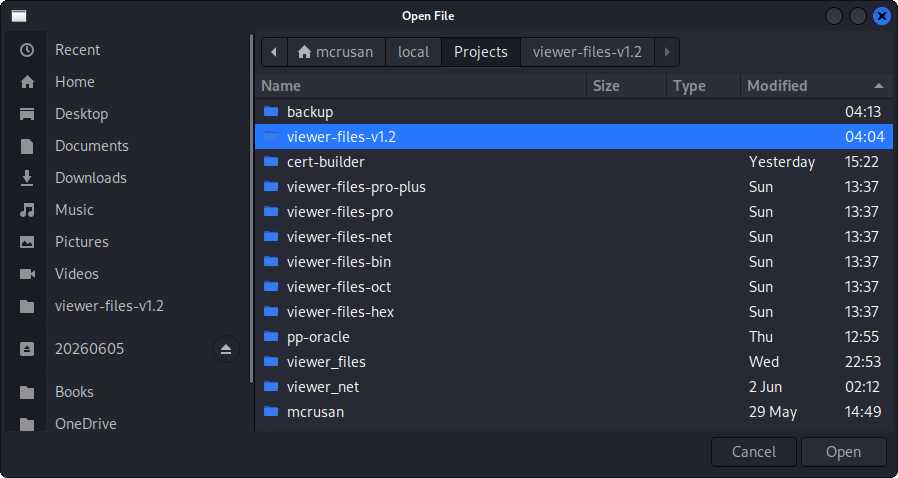 Open File
Recent
Home
Desktop
Documents
Downloads
Music
Pictures
Videos
viewer-files-v1.2
20260605
Books
OneDrive
mcrusan local Projects viewer-files-v1.2
Name Size Type Modified
backup 04:13
viewer-files-v1.2 04:04
cert-builder Yesterday 15:22
viewer-files-pro-plus Sun 13:37
viewer-files-pro Sun 13:37
viewer-files-net Sun 13:37
viewer-files-bin Sun 13:37
viewer-files-oct Sun 13:37
viewer-files-hex Sun 13:37
pp-oracle Thu 12:55
viewer_files Wed 22:53
viewer_net 2 Jun 02:12
mcrusan 29 May 14:49
Cancel Open